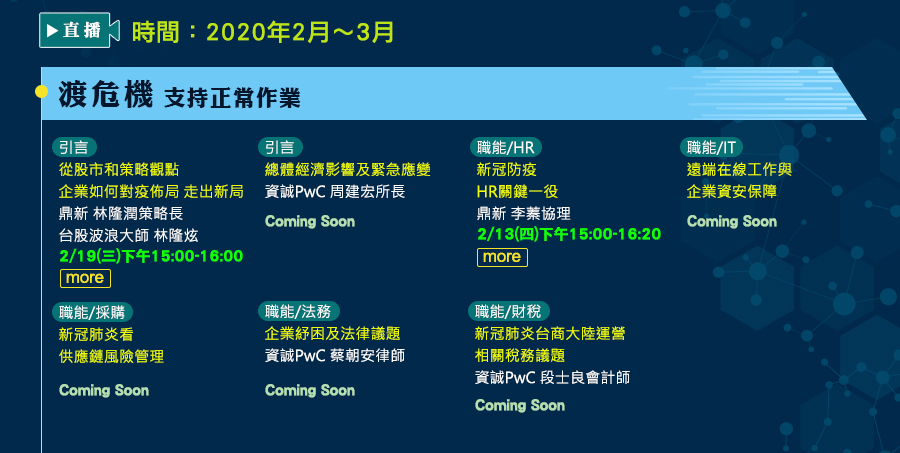 直播 時間：2020年2月～3月
渡危機 支持正常作業
引言
從股市和策略觀點
企業如何對疫佈局 走出新局
鼎新 林隆潤策略長
台股波浪大師 林隆炫
2/19(三)下午15:00-16:00
more
引言
總體經濟影響及緊急應變
資誠PwC 周建宏所長
Coming Soon
職能/HR
新冠防疫
HR關鍵一役
鼎新 李蓁協理
2/13(四)下午15:00-16:20
more
職能/IT
遠端在線工作與
企業資安保障
Coming Soon
職能/採購
新冠肺炎看
供應鏈風險管理
Coming Soon
職能/法務
企業紓困及法律議題
資誠PwC 蔡朝安律師
Coming Soon
職能/財稅
新冠肺炎台商大陸運營
相關稅務議題
資誠PwC 段士良會計師
Coming Soon